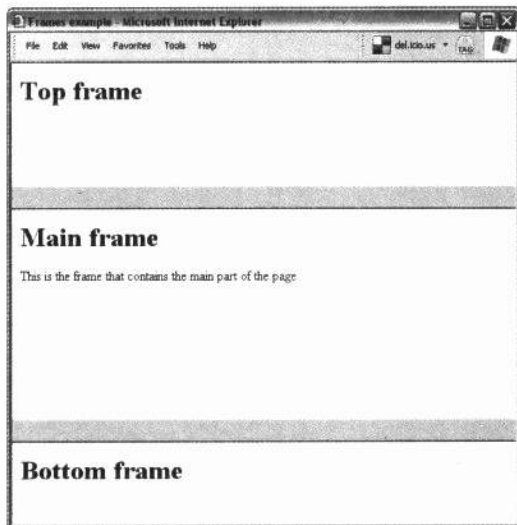 Frames example - Microsoft Internet Explorer
File Edit View Favorites Tools Help del.icio.us TAG
Top frame
Main frame
This is the frame that contains the main part of the page
Bottom frame